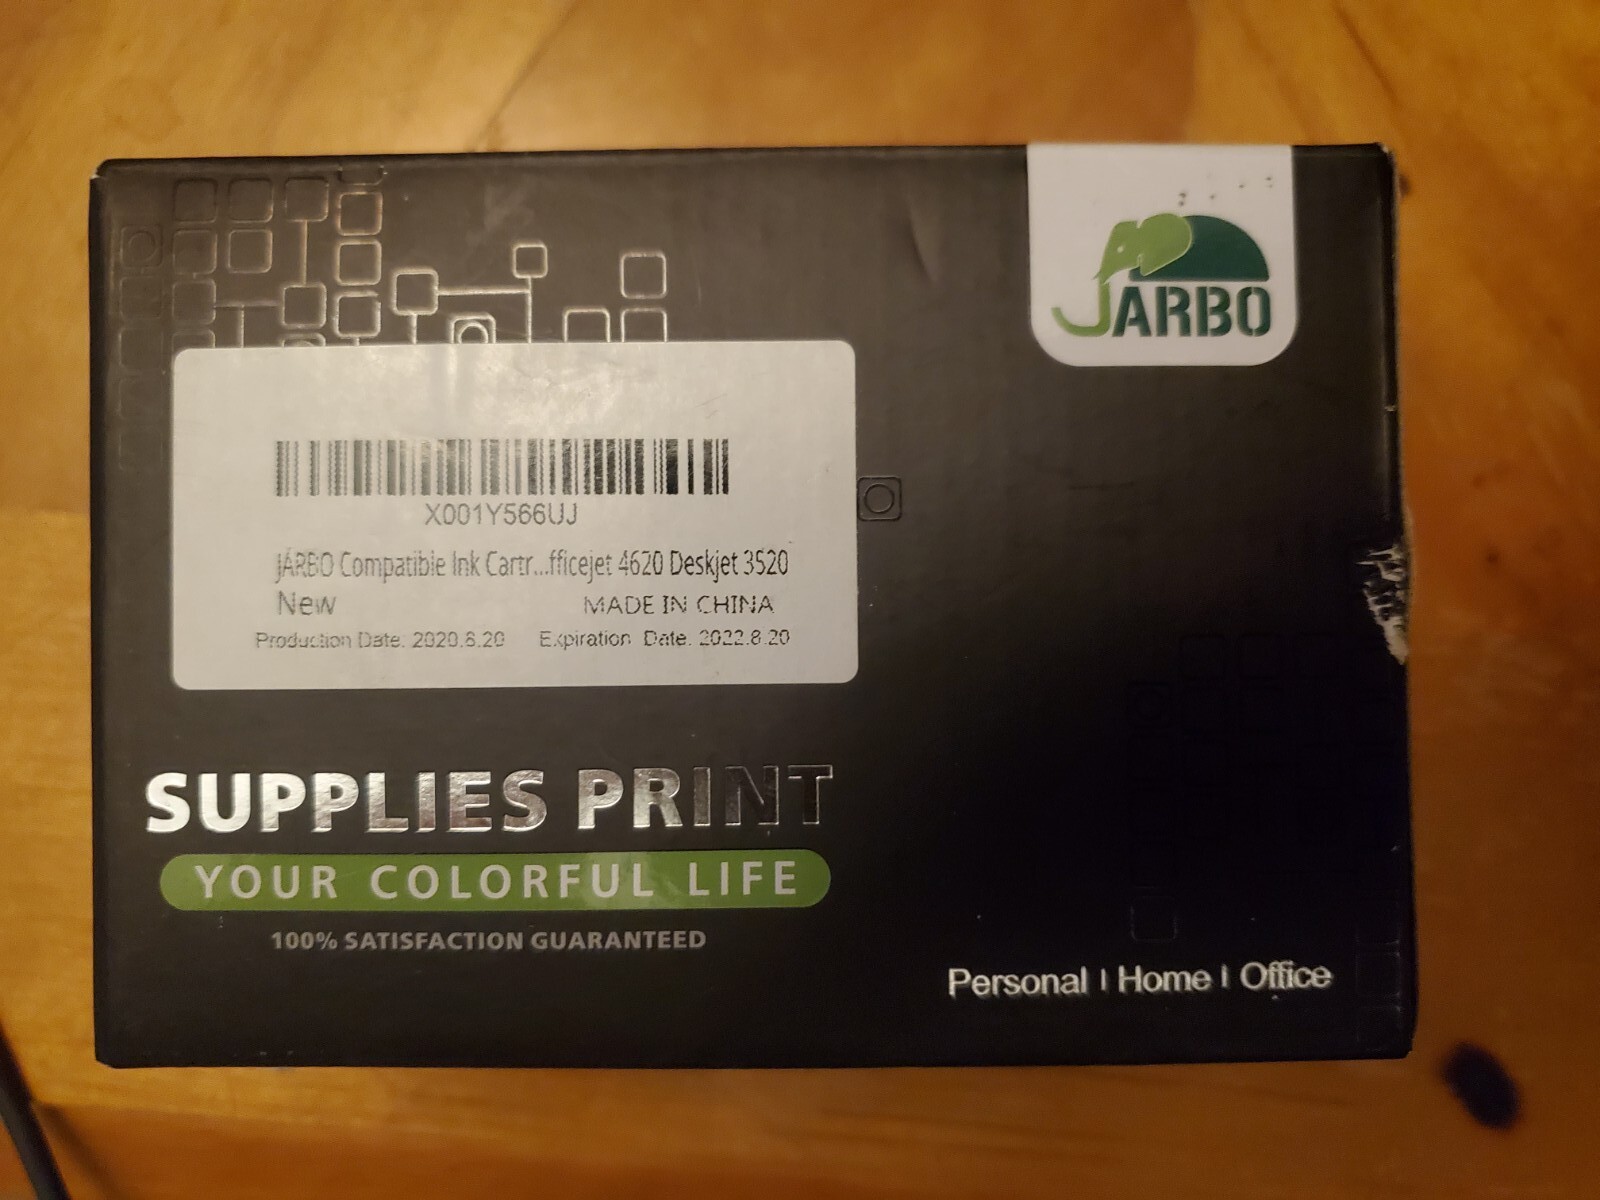 JARBO
X001Y566UJ
JARBO Compatible Ink Cartr...fficejet 4620 Deskjet 3520
New MADE IN CHINA
Production Date. 2020.8.20 Expiration Date. 2022.8.20
SUPPLIES PRINT
YOUR COLORFUL LIFE
100% SATISFACTION GUARANTEED
Personal | Home | Office